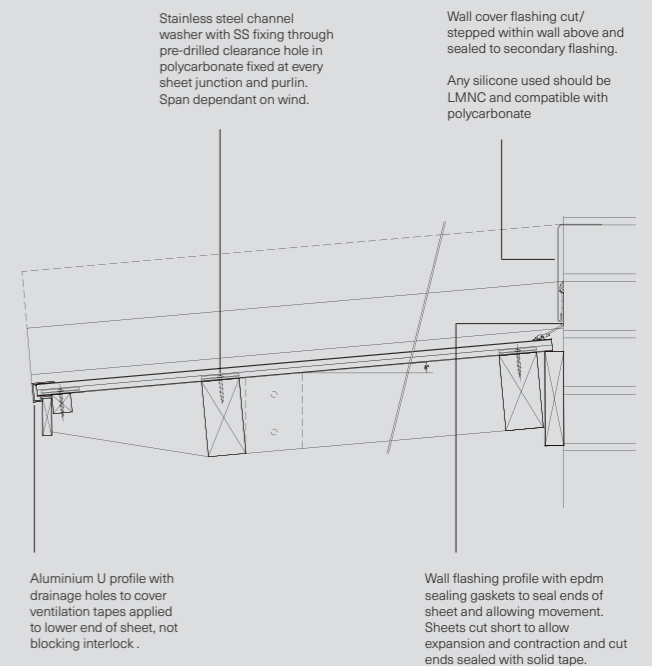 Stainless steel channel
washer with SS fixing through
pre-drilled clearance hole in
polycarbonate fixed at every
sheet junction and purlin.
Span dependant on wind.
Wall cover flashing cut/
stepped within wall above and
sealed to secondary flashing.
Any silicone used should be
LMNC and compatible with
polycarbonate
Aluminium U profile with
drainage holes to cover
ventilation tapes applied
to lower end of sheet, not
blocking interlock .
Wall flashing profile with epdm
sealing gaskets to seal ends of
sheet and allowing movement.
Sheets cut short to allow
expansion and contraction and cut
ends sealed with solid tape.